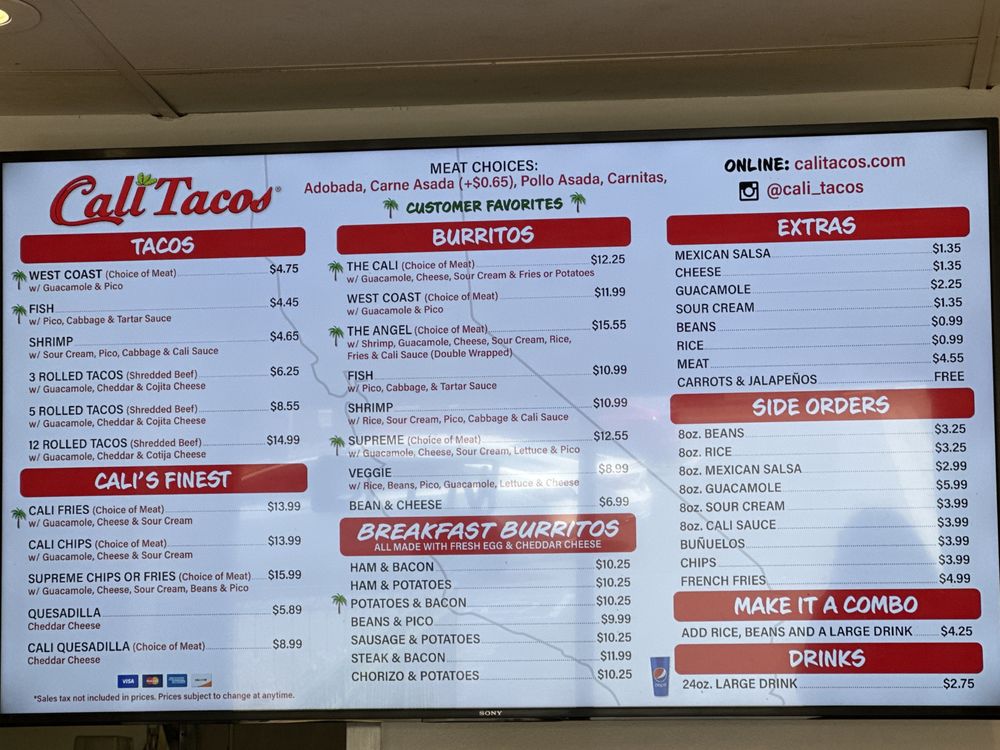 Cali Tacos®
MEAT CHOICES:
Adobada, Carne Asada (+$0.65), Pollo Asada, Carnitas,
CUSTOMER FAVORITES
ONLINE: calitacos.com
@cali_tacos
TACOS
WEST COAST (Choice of Meat) $4.75
w/ Guacamole & Pico
FISH $4.45
w/ Pico, Cabbage & Tartar Sauce
SHRIMP $4.65
w/ Sour Cream, Pico, Cabbage & Cali Sauce
3 ROLLED TACOS (Shredded Beef) $6.25
w/ Guacamole, Cheddar & Cojita Cheese
5 ROLLED TACOS (Shredded Beef) $8.55
w/ Guacamole, Cheddar & Cojita Cheese
12 ROLLED TACOS (Shredded Beef) $14.99
w/ Guacamole, Cheddar & Cotija Cheese
CALI'S FINEST
CALI FRIES (Choice of Meat) $13.99
w/ Guacamole, Cheese & Sour Cream
CALI CHIPS (Choice of Meat) $13.99
w/ Guacamole, Cheese & Sour Cream
SUPREME CHIPS OR FRIES (Choice of Meat) $15.99
w/ Guacamole, Cheese, Sour Cream, Beans & Pico
QUESADILLA $5.89
Cheddar Cheese
CALI QUESADILLA (Choice of Meat) $8.99
Cheddar Cheese
VISA
*Sales tax not included in prices. Prices subject to change at anytime.
BURRITOS
THE CALI (Choice of Meat) $12.25
w/ Guacamole, Cheese, Sour Cream & Fries or Potatoes
WEST COAST (Choice of Meat) $11.99
w/ Guacamole & Pico
THE ANGEL (Choice of Meat) $15.55
w/ Shrimp, Guacamole, Cheese, Sour Cream, Rice,
Fries & Cali Sauce (Double Wrapped)
FISH $10.99
w/ Pico, Cabbage, & Tartar Sauce
SHRIMP $10.99
w/ Rice, Sour Cream, Pico, Cabbage & Cali Sauce
SUPREME (Choice of Meat) $12.55
w/ Guacamole, Cheese, Sour Cream, Lettuce & Pico
VEGGIE $8.99
w/ Rice, Beans, Pico, Guacamole, Lettuce & Cheese
BEAN & CHEESE $6.99
BREAKFAST BURRITOS
ALL MADE WITH FRESH EGG & CHEDDAR CHEESE
HAM & BACON $10.25
HAM & POTATOES $10.25
POTATOES & BACON $10.25
BEANS & PICO $9.99
SAUSAGE & POTATOES $10.25
STEAK & BACON $11.99
CHORIZO & POTATOES $10.25
EXTRAS
MEXICAN SALSA $1.35
CHEESE $1.35
GUACAMOLE $2.25
SOUR CREAM $1.35
BEANS $0.99
RICE $0.99
MEAT $4.55
CARROTS & JALAPEÑOS FREE
SIDE ORDERS
8oz. BEANS $3.25
8oz. RICE $3.25
8oz. MEXICAN SALSA $2.99
8oz. GUACAMOLE $5.99
8oz. SOUR CREAM $3.99
8oz. CALI SAUCE $3.99
BUÑUELOS $3.99
CHIPS $3.99
FRENCH FRIES $4.99
MAKE IT A COMBO
ADD RICE, BEANS AND A LARGE DRINK $4.25
DRINKS
24oz. LARGE DRINK $2.75
SONY